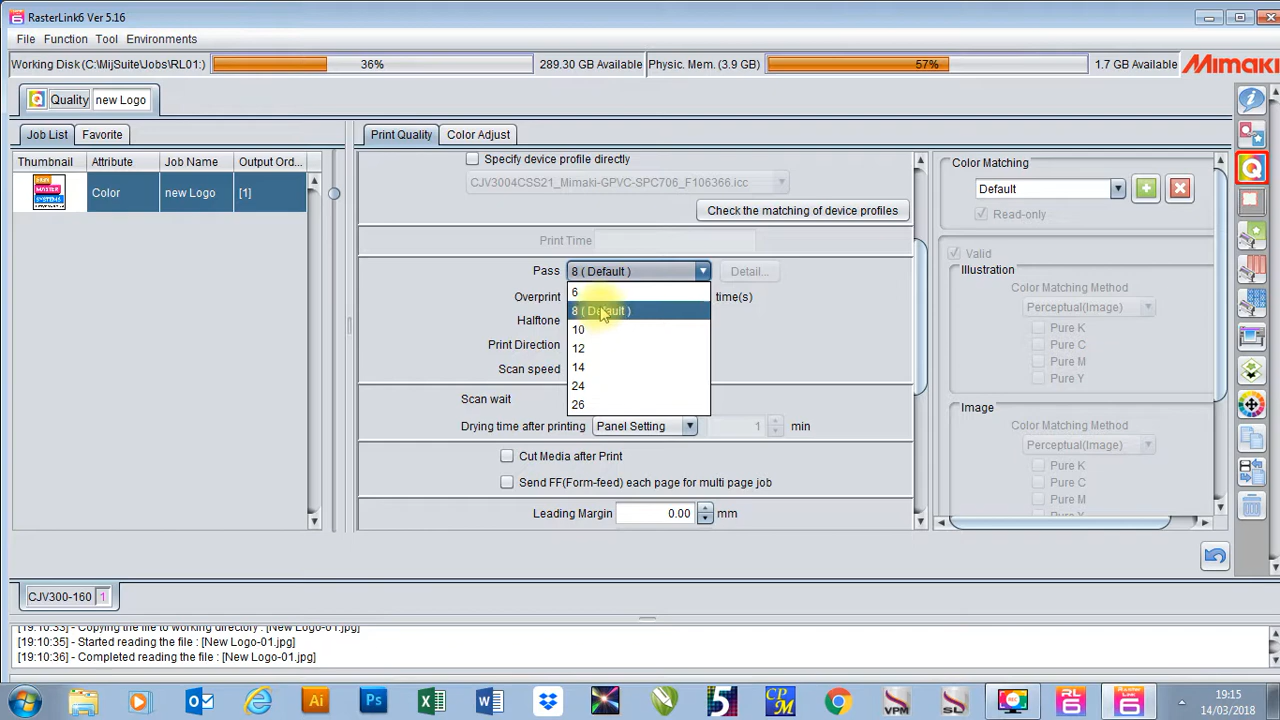 RasterLink6 Ver 5.16
File Function Tool Environments
Working Disk (C:\MijSuite\Jobs\RL01:) 36% 289.30 GB Available Physic. Mem. (3.9 GB) 57% 1.7 GB Available Mimaki
Quality new Logo
Job List Favorite
Thumbnail Attribute Job Name Output Ord...
Color new Logo [1]
Print Quality Color Adjust
Specify device profile directly
CJV3004CSS21_Mimaki-GPVC-SPC706_F106366.icc
Check the matching of device profiles
Print Time
Pass 8 ( Default ) Detail...
6
8 ( Default )
10
12
14
24
26
Overprint time(s)
Halftone
Print Direction
Scan speed
Scan wait
Drying time after printing Panel Setting 1 min
Cut Media after Print
Send FF(Form-feed) each page for multi page job
Leading Margin 0.00 mm
Color Matching
Default
Read-only
Valid
Illustration
Color Matching Method
Perceptual(Image)
Pure K
Pure C
Pure M
Pure Y
Image
Color Matching Method
Perceptual(Image)
Pure K
Pure C
Pure M
CJV300-160 1
[19:10:33] - Copying the file to working directory : [New Logo-01.jpg]
[19:10:35] - Started reading the file : [New Logo-01.jpg]
[19:10:36] - Completed reading the file : [New Logo-01.jpg]
19:15
14/03/2018